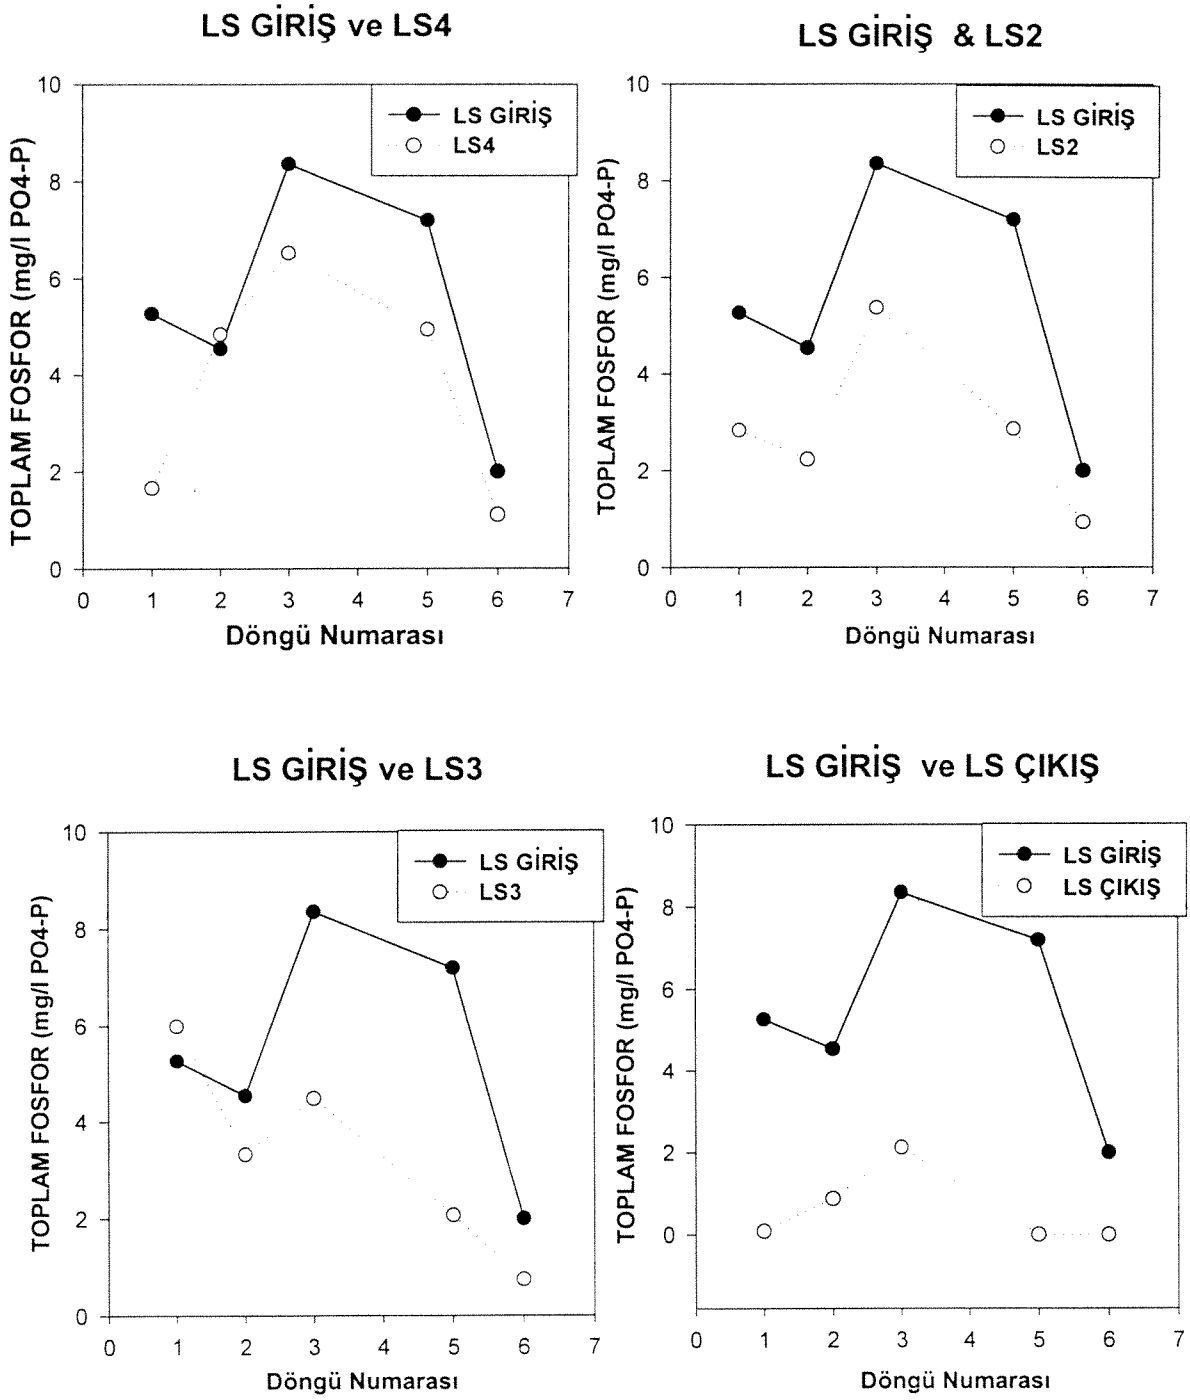 LS GİRİŞ ve LS4
LS GİRİŞ
LS4
TOPLAM FOSFOR (mg/l PO4-P)
10
8
6
4
2
0
0 1 2 3 5 6 7
Döngü Numarası
LS GİRİŞ & LS2
LS GİRİŞ
LS2
TOPLAM FOSFOR (mg/l PO4-P)
10
8
6
4
2
0
0 1 2 3 5 6 7
Döngü Numarası
LS GİRİŞ ve LS3
LS GİRİŞ
LS3
TOPLAM FOSFOR (mg/l PO4-P)
10
8
6
4
2
0
0 1 2 3 5 6 7
Döngü Numarası
LS GİRİŞ ve LS ÇIKIŞ
LS GİRİŞ
LS ÇIKIŞ
TOPLAM FOSFOR (mg/l PO4-P)
10
8
6
4
2
0
0 1 2 3 5 6 7
Döngü Numarası